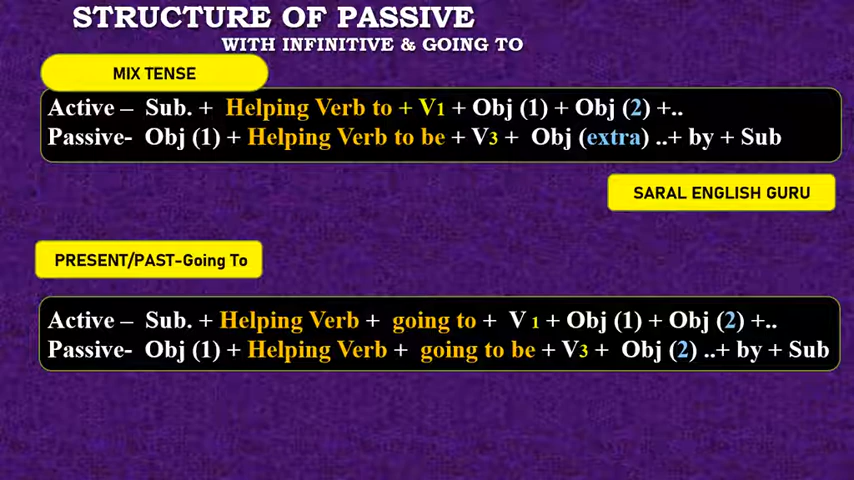 STRUCTURE OF PASSIVE
WITH INFINITIVE & GOING TO
MIX TENSE
Active – Sub. + Helping Verb to + V1 + Obj (1) + Obj (2) +..
Passive- Obj (1) + Helping Verb to be + V3 + Obj (extra) ..+ by + Sub
SARAL ENGLISH GURU
PRESENT/PAST-Going To
Active – Sub. + Helping Verb + going to + V 1 + Obj (1) + Obj (2) +..
Passive- Obj (1) + Helping Verb + going to be + V3 + Obj (2) ..+ by + Sub